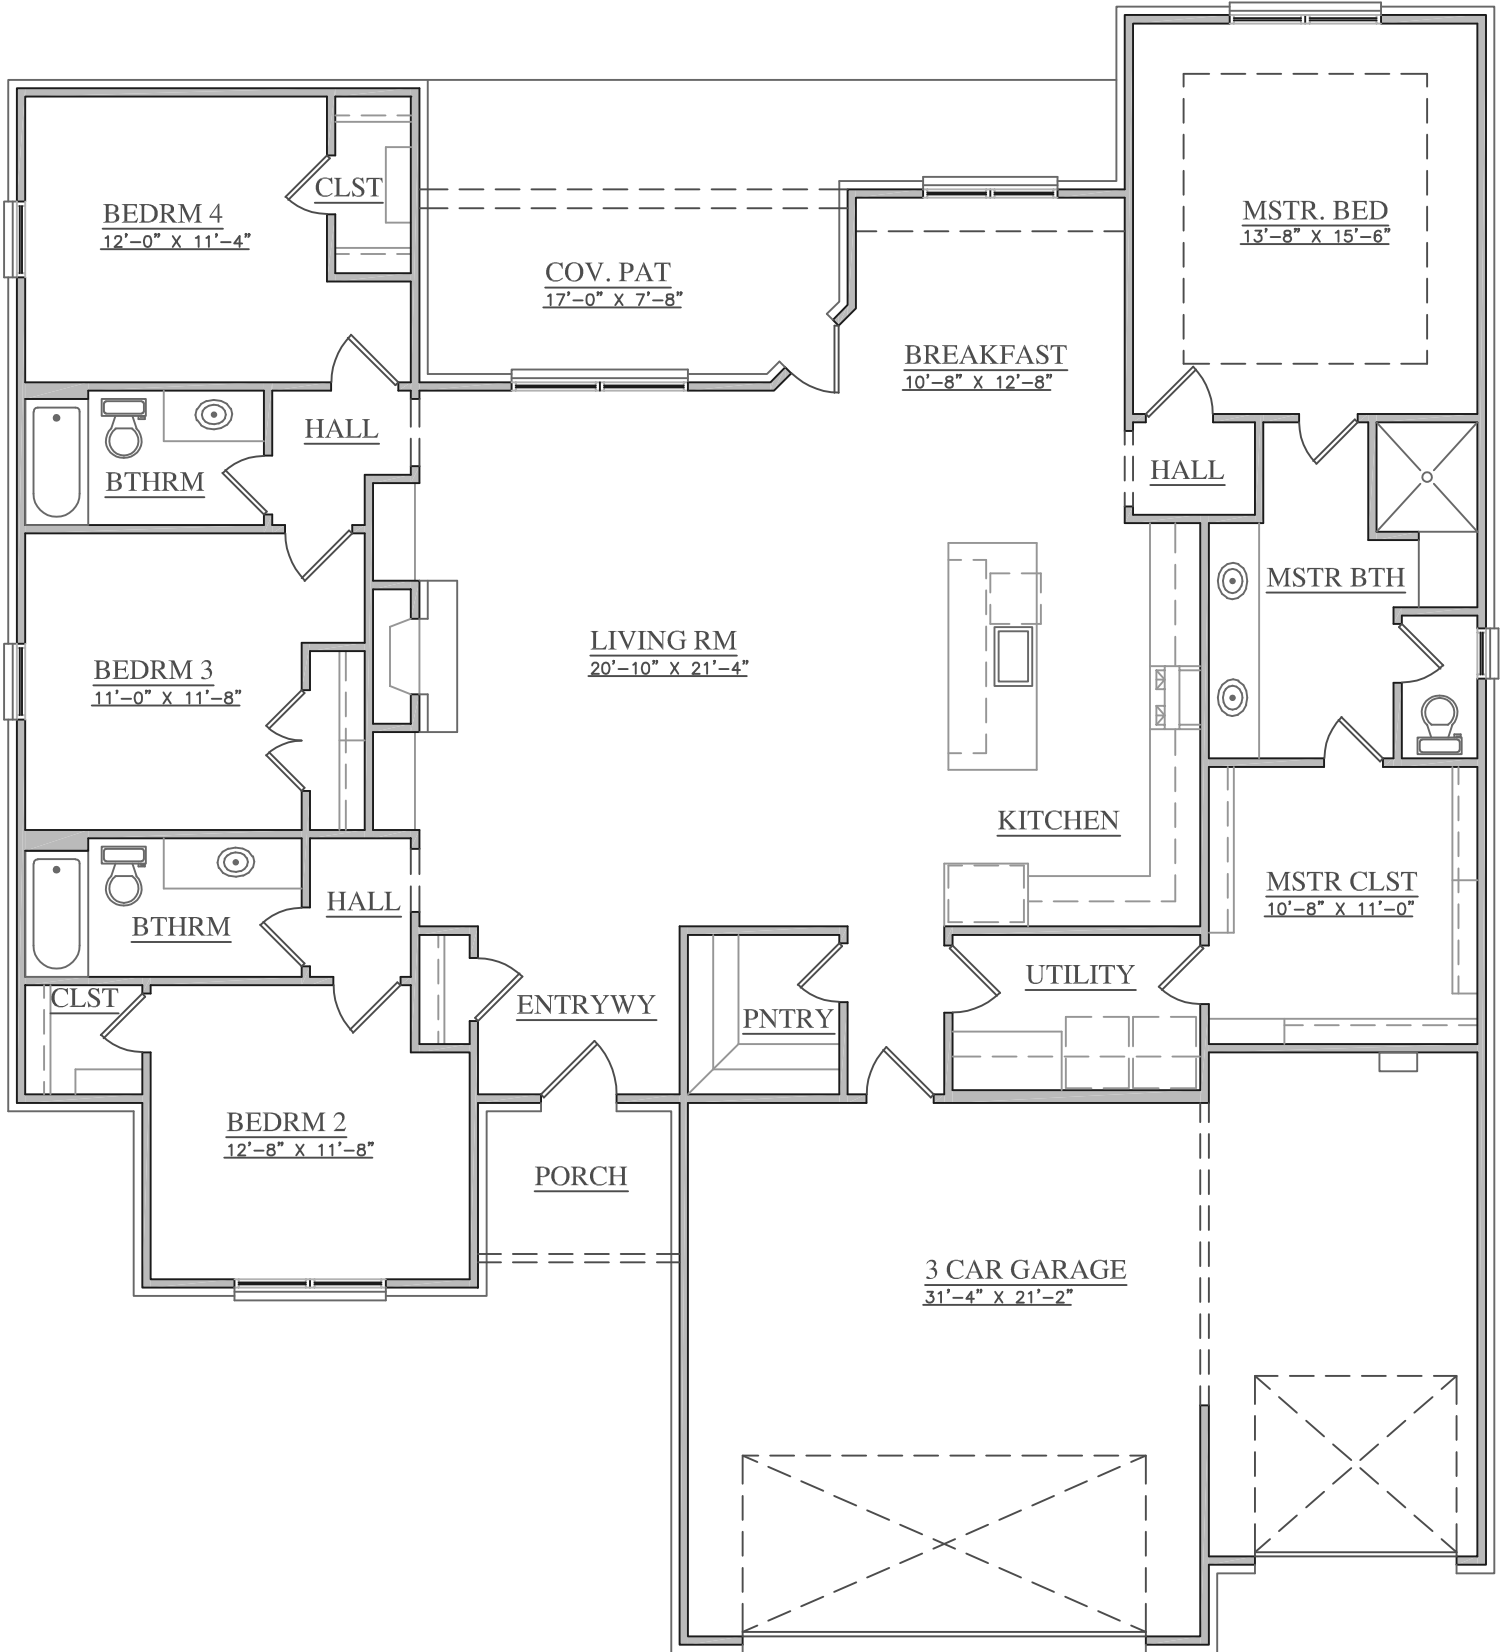 CLST
BEDRM 4
12'-0" X 11'-4"
MSTR. BED
13'-8" X 15'-6"
COV. PAT
17'-0" X 7'-8"
BREAKFAST
10'-8" X 12'-8"
HALL
BTHRM
HALL
MSTR BTH
LIVING RM
20'-10" X 21'-4"
BEDRM 3
11'-0" X 11'-8"
KITCHEN
MSTR CLST
10'-8" X 11'-0"
HALL
BTHRM
UTILITY
CLST
ENTRYWY
PNTRY
BEDRM 2
12'-8" X 11'-8"
PORCH
3 CAR GARAGE
31'-4" X 21'-2"